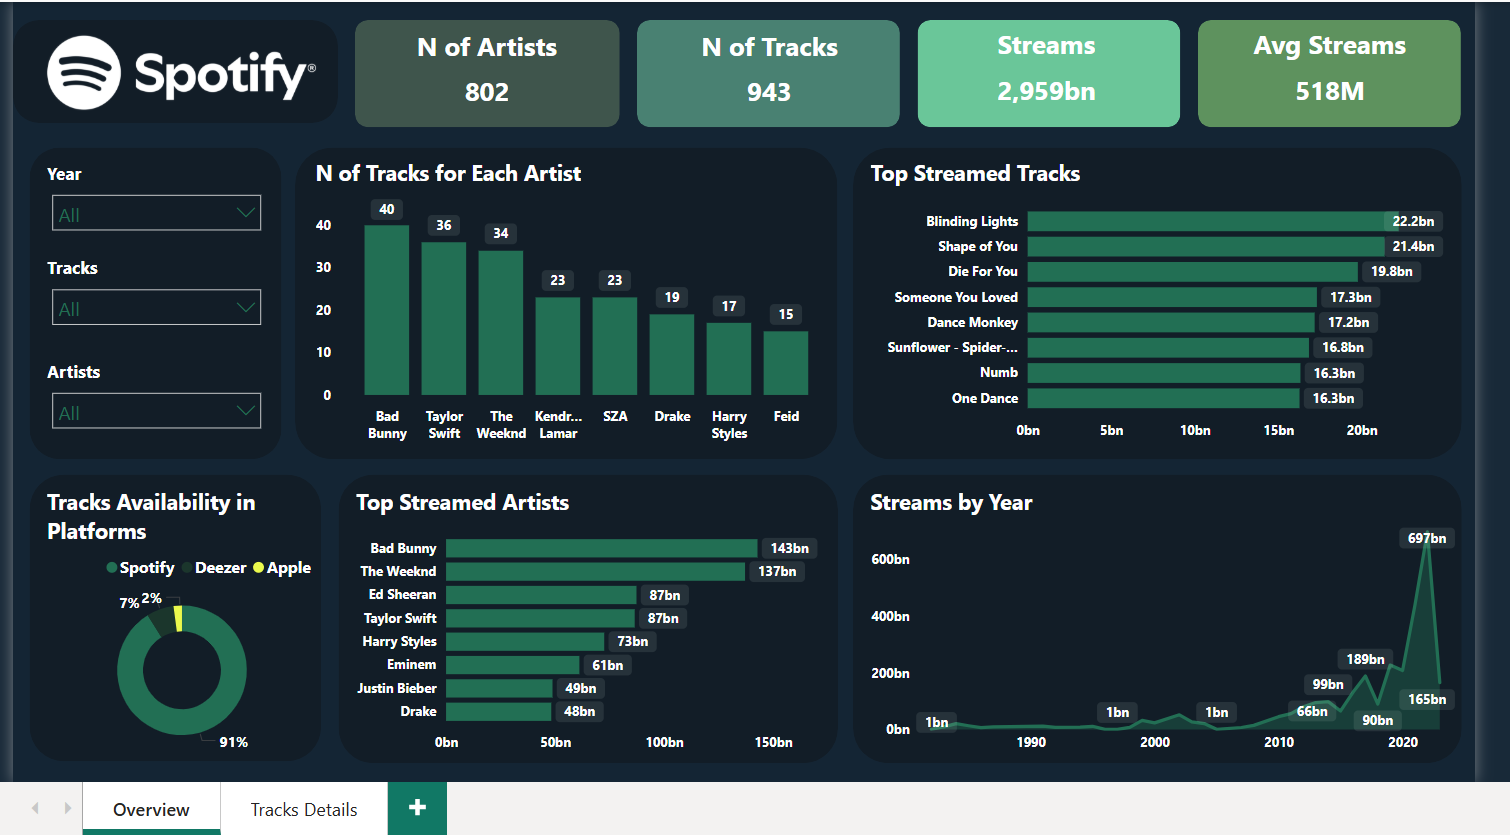 Spotify®
N of Artists
802
N of Tracks
943
Streams
2,959bn
Avg Streams
518M
Year
All
Tracks
All
Artists
All
N of Tracks for Each Artist
40
30
20
10
0
40
36
34
23
23
19
17
15
Bad Bunny
Taylor Swift
The Weeknd
Kendr... Lamar
SZA
Drake
Harry Styles
Feid
Top Streamed Tracks
Blinding Lights 22.2bn
Shape of You 21.4bn
Die For You 19.8bn
Someone You Loved 17.3bn
Dance Monkey 17.2bn
Sunflower - Spider-... 16.8bn
Numb 16.3bn
One Dance 16.3bn
0bn 5bn 10bn 15bn 20bn
Tracks Availability in
Platforms
Spotify Deezer Apple
7% 2%
91%
Top Streamed Artists
Bad Bunny 143bn
The Weeknd 137bn
Ed Sheeran 87bn
Taylor Swift 87bn
Harry Styles 73bn
Eminem 61bn
Justin Bieber 49bn
Drake 48bn
0bn 50bn 100bn 150bn
Streams by Year
600bn
400bn
200bn
0bn
1bn
1bn
1bn
66bn
99bn
189bn
90bn
697bn
165bn
1990 2000 2010 2020
Overview
Tracks Details
+